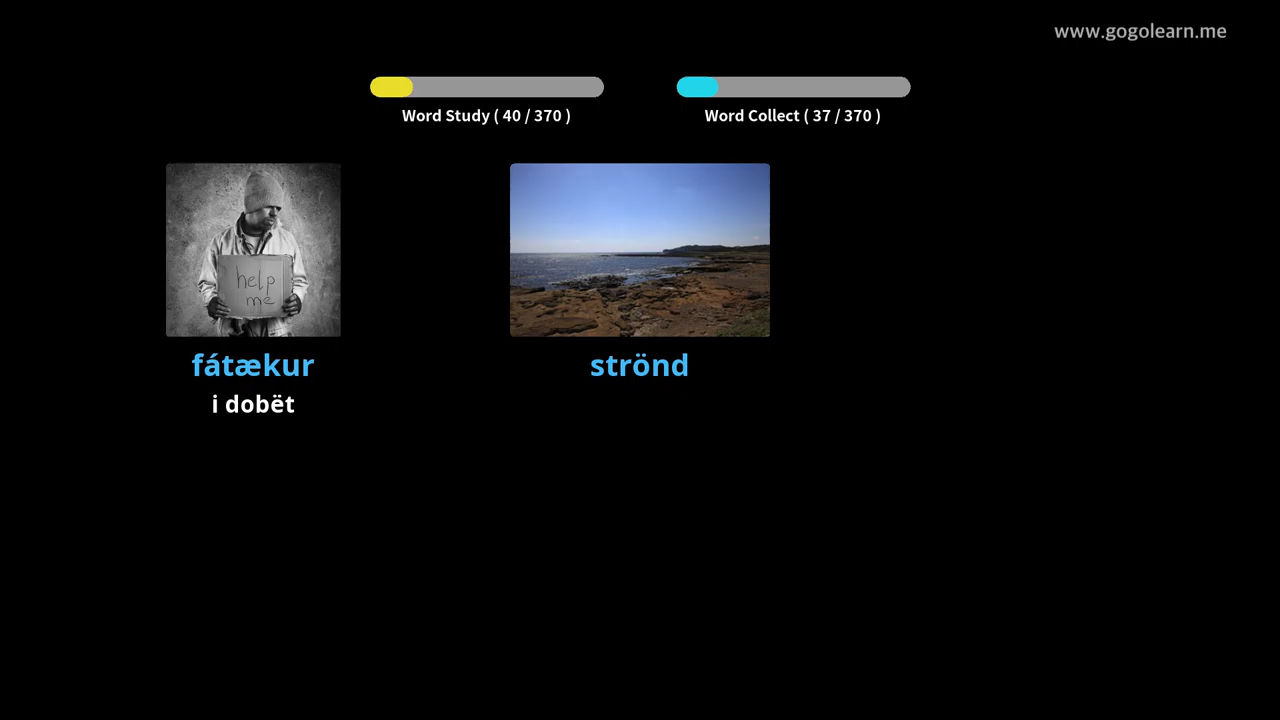 www.gogolearn.me
Word Study ( 40 / 370 )
Word Collect ( 37 / 370 )
help
me
fátækur
strönd
i dobët